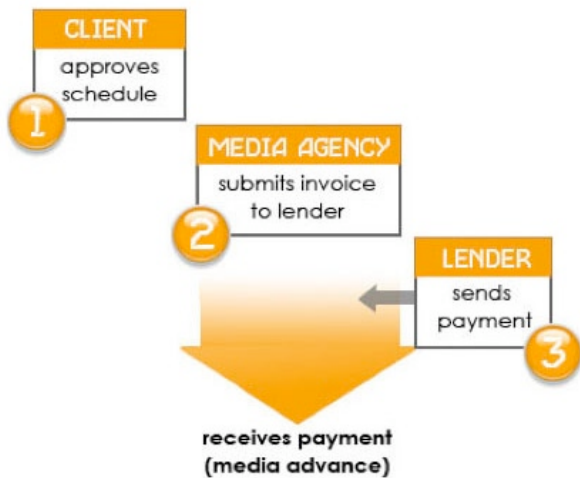 CLIENT
approves
schedule
1
MEDIA AGENCY
submits invoice
to lender
2
LENDER
sends
payment
3
receives payment
(media advance)